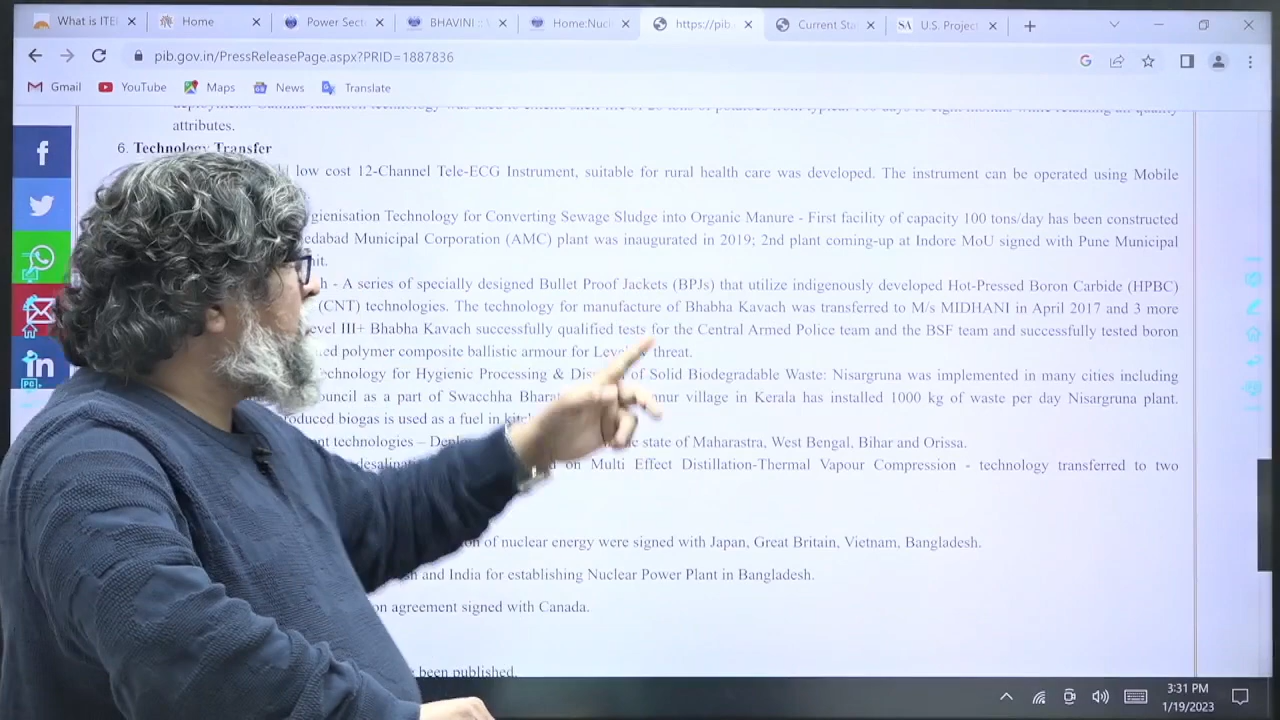 What is ITE
Home
Power Sect
BHAVINI ::
Home:Nucl
https://pib
Current Sta
SA U.S. Project
pib.gov.in/PressReleasePage.aspx?PRID=1887836
Gmail YouTube Maps News Translate
attributes.
6. Technology Transfer
low cost 12-Channel Tele-ECG Instrument, suitable for rural health care was developed. The instrument can be operated using Mobile
gienisation Technology for Converting Sewage Sludge into Organic Manure - First facility of capacity 100 tons/day has been constructed
edabad Municipal Corporation (AMC) plant was inaugurated in 2019; 2nd plant coming-up at Indore MoU signed with Pune Municipal
it.
h - A series of specially designed Bullet Proof Jackets (BPJs) that utilize indigenously developed Hot-Pressed Boron Carbide (HPBC)
(CNT) technologies. The technology for manufacture of Bhabha Kavach was transferred to M/s MIDHANI in April 2017 and 3 more
evel III+ Bhabha Kavach successfully qualified tests for the Central Armed Police team and the BSF team and successfully tested boron
ed polymer composite ballistic armour for threat.
echnology for Hygienic Processing & of Solid Biodegradable Waste: Nisargruna was implemented in many cities including
ouncil as a part of Swacchha Bharat nnur village in Kerala has installed 1000 kg of waste per day Nisargruna plant.
oduced biogas is used as a fuel in
nt technologies – state of Maharastra, West Bengal, Bihar and Orissa.
on Multi Effect Distillation-Thermal Vapour Compression - technology transferred to two
on of nuclear energy were signed with Japan, Great Britain, Vietnam, Bangladesh.
sh and India for establishing Nuclear Power Plant in Bangladesh.
on agreement signed with Canada.
been published.
3:31 PM
1/19/2023